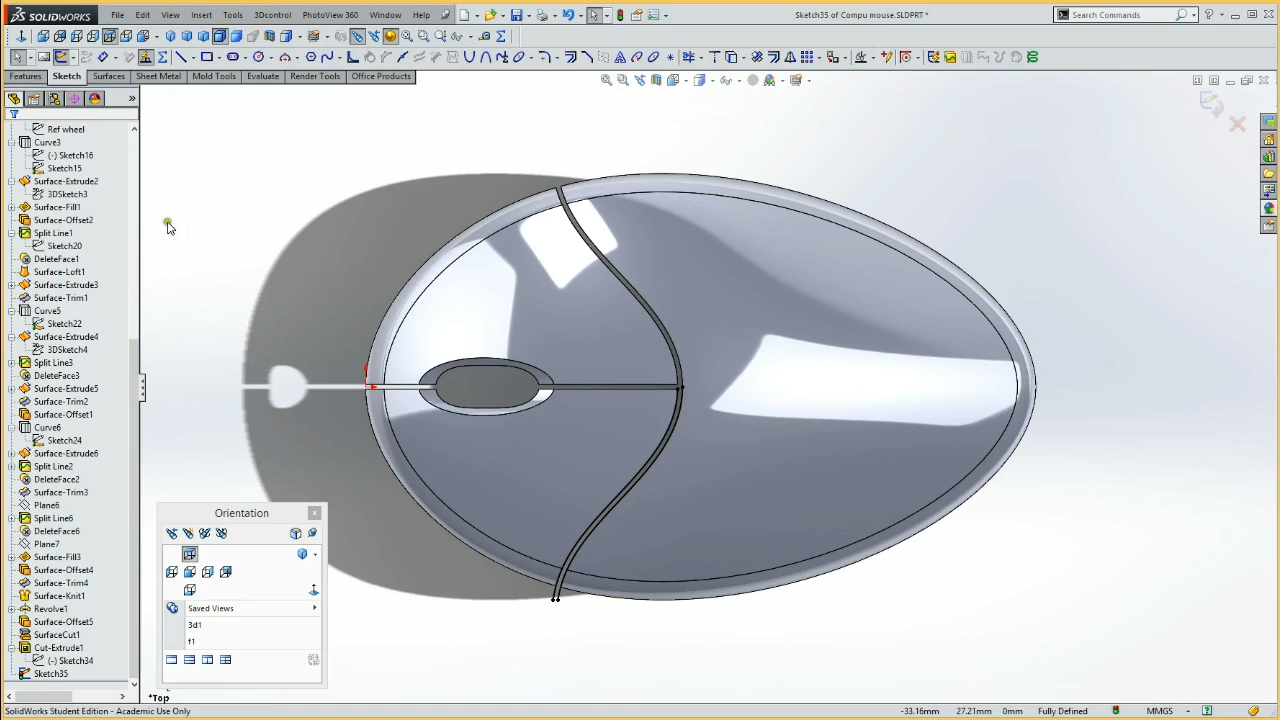 SOLIDWORKS
File Edit View Insert Tools 3Dcontrol PhotoView 360 Window Help
Sketch35 of Compu mouse.SLDPRT *
Search Commands
Features Sketch Surfaces Sheet Metal Mold Tools Evaluate Render Tools Office Products
Ref wheel
Curve3
(-) Sketch16
Sketch15
Surface-Extrude2
3DSketch3
Surface-Fill1
Surface-Offset2
Split Line1
Sketch20
DeleteFace1
Surface-Loft1
Surface-Extrude3
Surface-Trim1
Curve5
Sketch22
Surface-Extrude4
3DSketch4
Split Line3
DeleteFace3
Surface-Extrude5
Surface-Trim2
Surface-Offset1
Curve6
Sketch24
Surface-Extrude6
Split Line2
DeleteFace2
Surface-Trim3
Plane6
Split Line6
DeleteFace6
Plane7
Surface-Fill3
Surface-Offset4
Surface-Trim4
Surface-Knit1
Revolve1
Surface-Offset5
SurfaceCut1
Cut-Extrude1
(-) Sketch34
Sketch35
Orientation
Saved Views
3d1
f1
*Top
SolidWorks Student Edition - Academic Use Only
-33.16mm 27.21mm 0mm Fully Defined MMGS